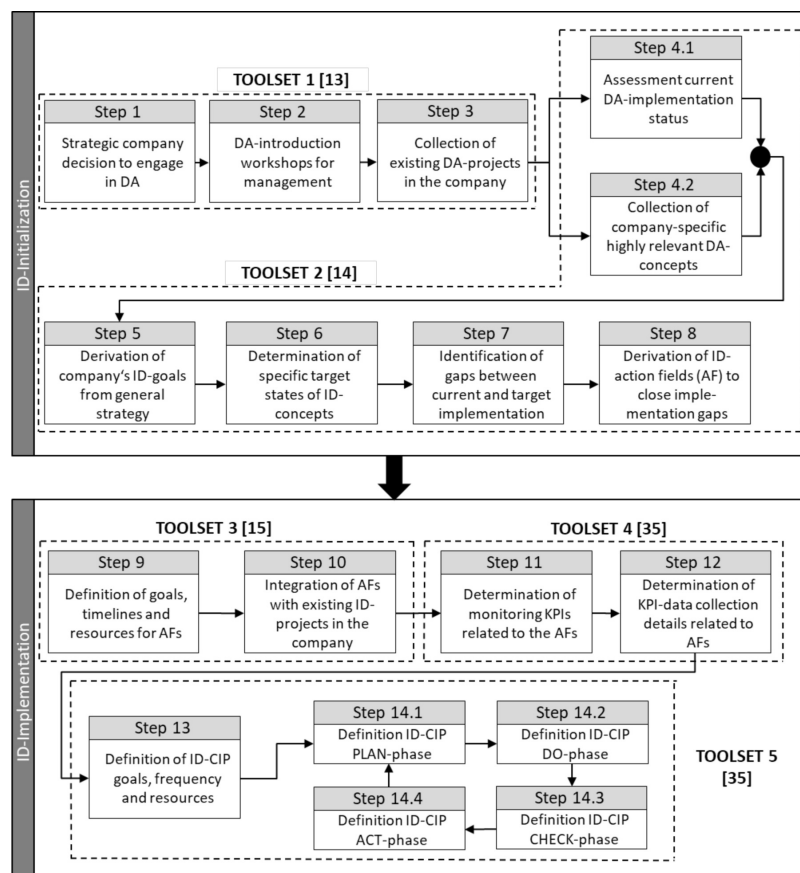 ID-Initialization
TOOLSET 1 [13]
Step 1
Strategic company
decision to engage
in DA
Step 2
DA-introduction
workshops for
management
Step 3
Collection of
existing DA-projects
in the company
Step 4.1
Assessment current
DA-implementation
status
Step 4.2
Collection of
company-specific
highly relevant DA-
concepts
TOOLSET 2 [14]
Step 5
Derivation of
company‘s ID-goals
from general
strategy
Step 6
Determination of
specific target
states of ID-
concepts
Step 7
Identification of
gaps between
current and target
implementation
Step 8
Derivation of ID-
action fields (AF) to
close imple-
mentation gaps
ID-Implementation
TOOLSET 3 [15]
Step 9
Definition of goals,
timelines and
resources for AFs
Step 10
Integration of AFs
with existing ID-
projects in the
company
TOOLSET 4 [35]
Step 11
Determination of
monitoring KPIs
related to the AFs
Step 12
Determination of
KPI-data collection
details related to
AFs
Step 13
Definition of ID-CIP
goals, frequency
and resources
Step 14.1
Definition ID-CIP
PLAN-phase
Step 14.2
Definition ID-CIP
DO-phase
Step 14.4
Definition ID-CIP
ACT-phase
Step 14.3
Definition ID-CIP
CHECK-phase
TOOLSET 5
[35]